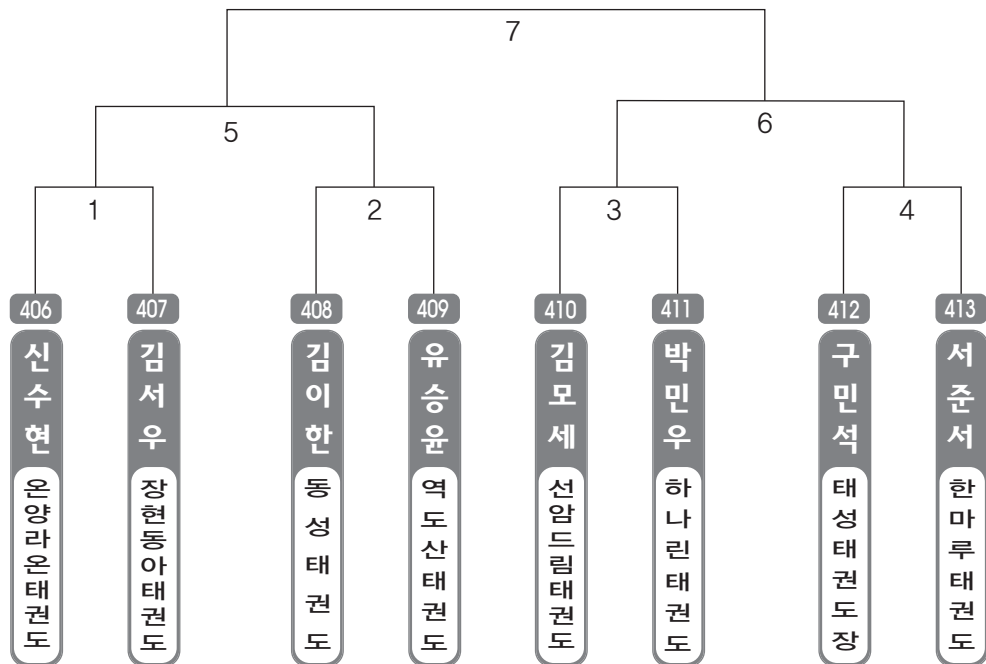 7
5
6
1
2
3
4
406
407
408
409
410
411
412
413
신수현
김서우
김이한
유승윤
김모세
박민우
구민석
서준서
온양라온태권도
장현동아태권도
동성태권도
역도산태권도
선암드림태권도
하나린태권도
태성태권도장
한마루태권도